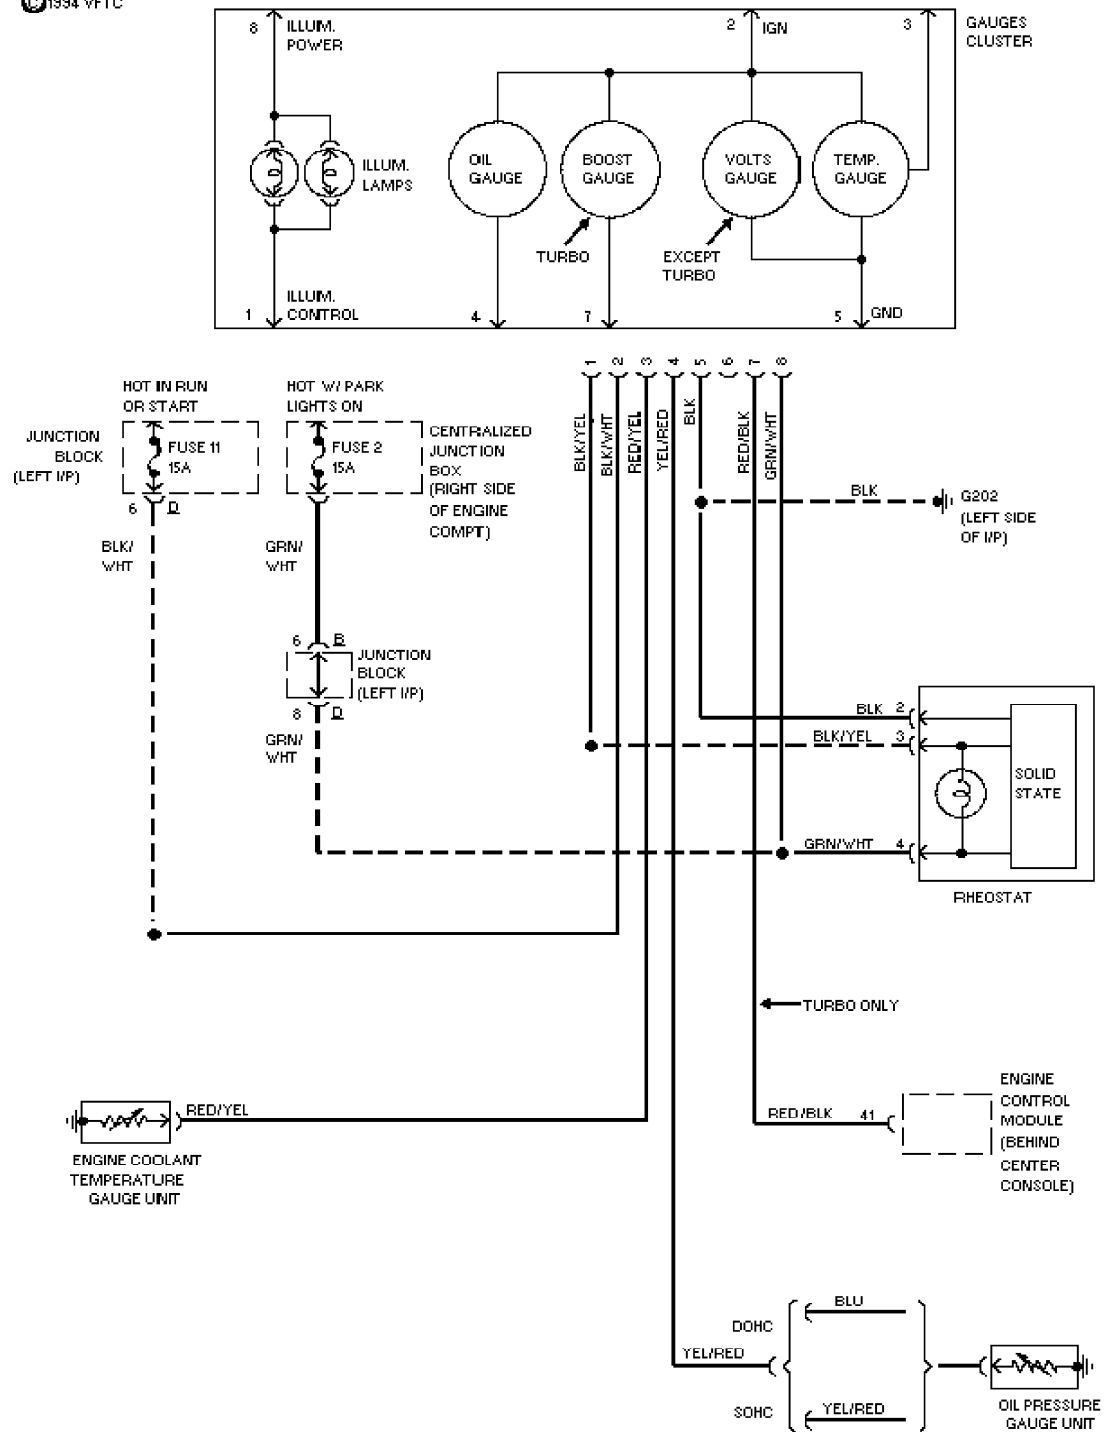 ©1994 VFTC
8 ILLUM.
POWER
2 IGN
3
GAUGES
CLUSTER
ILLUM.
LAMPS
OIL
GAUGE
BOOST
GAUGE
VOLTS
GAUGE
TEMP.
GAUGE
TURBO
EXCEPT
TURBO
1 ILLUM.
CONTROL
4
7
5 GND
1 2 3 4 5 6 7 8
BLK/YEL
BLK/WHT
RED/YEL
YEL/RED
BLK
RED/BLK
GRN/WHT
HOT IN RUN
OR START
HOT W/ PARK
LIGHTS ON
JUNCTION
BLOCK
(LEFT I/P)
FUSE 11
15A
FUSE 2
15A
CENTRALIZED
JUNCTION
BOX
(RIGHT SIDE
OF ENGINE
COMPT)
6 D
BLK/
WHT
GRN/
WHT
BLK
G202
(LEFT SIDE
OF I/P)
6 B
JUNCTION
BLOCK
(LEFT I/P)
8 D
GRN/
WHT
BLK 2
BLK/YEL 3
SOLID
STATE
GRN/WHT 4
RHEOSTAT
TURBO ONLY
RED/YEL
ENGINE COOLANT
TEMPERATURE
GAUGE UNIT
RED/BLK 41
ENGINE
CONTROL
MODULE
(BEHIND
CENTER
CONSOLE)
BLU
DOHC
YEL/RED
SOHC
YEL/RED
OIL PRESSURE
GAUGE UNIT